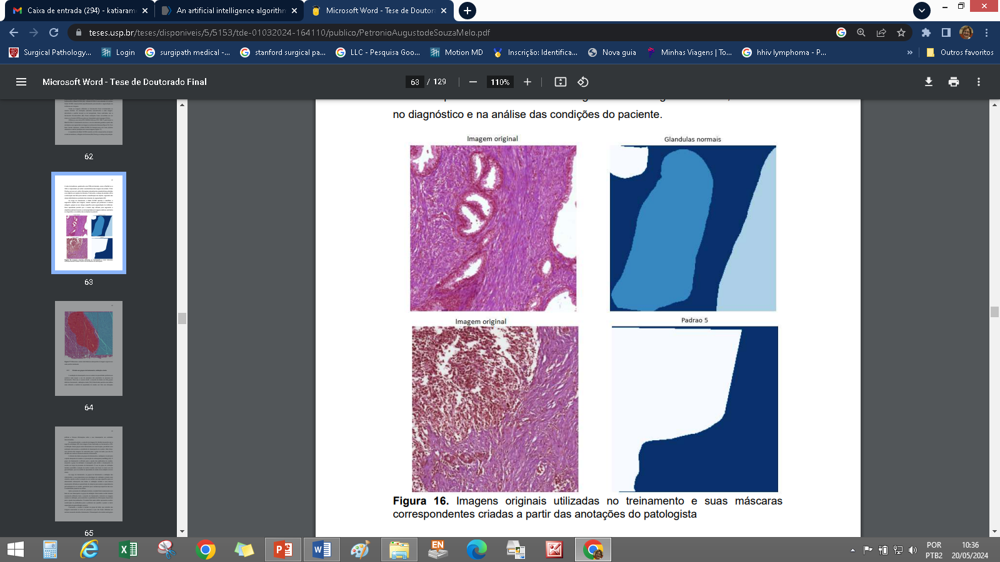 Caixa de entrada (294) - katiaram
An artificial intelligence algorithm
Microsoft Word - Tese de Doutora
teses.usp.br/teses/disponiveis/5/5153/tde-01032024-164110/publico/PetronioAugustodeSouzaMelo.pdf
Surgical Pathology...
Login
surgipath medical -...
stanford surgical pa...
LLC - Pesquisa Goo...
Motion MD
Inscrição: Identifica...
Nova guia
Minhas Viagens | To...
hhiv lymphoma - P...
»
Outros favoritos
Microsoft Word - Tese de Doutorado Final
63 / 129
110%
62
63
64
65
no diagnóstico e na análise das condições do paciente.
Imagem original
Glandulas normais
Imagem original
Padrao 5
Figura 16. Imagens originais utilizadas no treinamento e suas máscaras
correspondentes criadas a partir das anotações do patologista
EN
POR
PTB2
10:36
20/05/2024